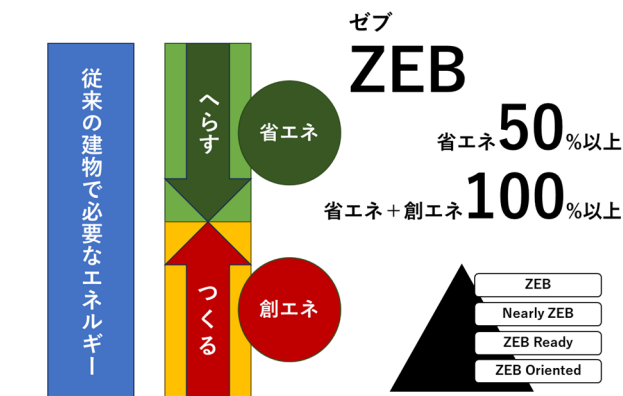 従来の建物で必要なエネルギー
へらす
省エネ
つくる
創エネ
ゼブ
ZEB
省エネ50%以上
省エネ＋創エネ100%以上
ZEB
Nearly ZEB
ZEB Ready
ZEB Oriented